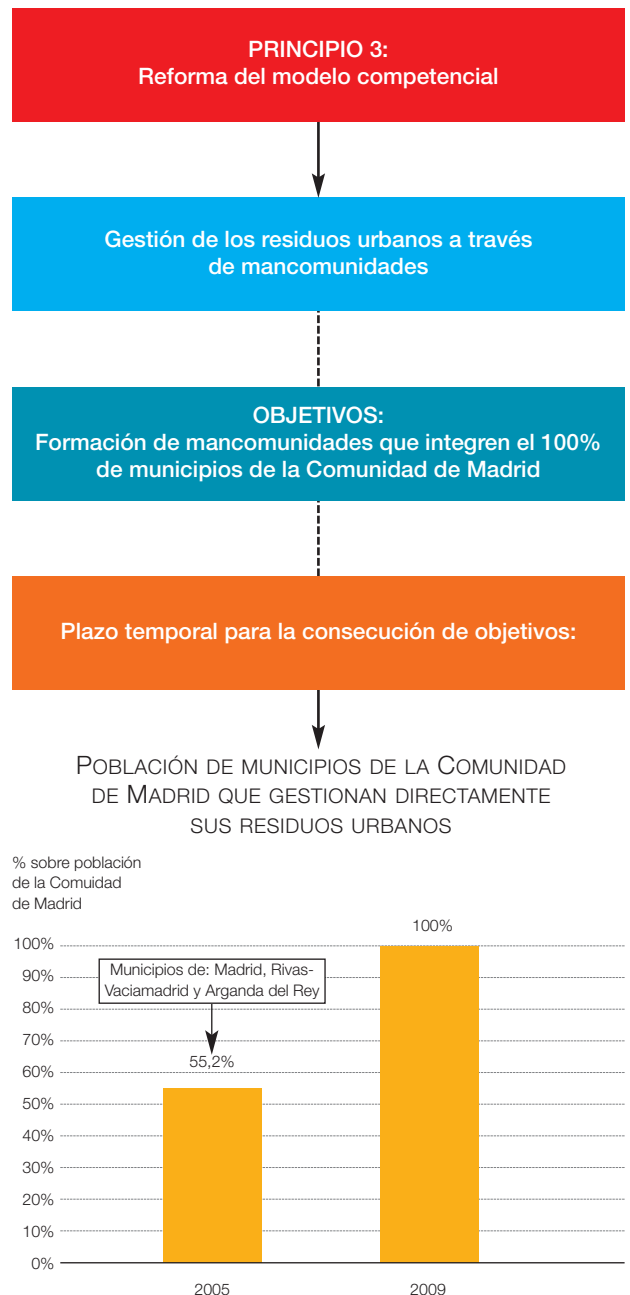 PRINCIPIO 3:
Reforma del modelo competencial
Gestión de los residuos urbanos a través
de mancomunidades
OBJETIVOS:
Formación de mancomunidades que integren el 100%
de municipios de la Comunidad de Madrid
Plazo temporal para la consecución de objetivos:
POBLACIÓN DE MUNICIPIOS DE LA COMUNIDAD
DE MADRID QUE GESTIONAN DIRECTAMENTE
SUS RESIDUOS URBANOS
% sobre población
de la Comuidad
de Madrid
100%
100%
90%
Municipios de: Madrid, Rivas-
Vaciamadrid y Arganda del Rey
80%
70%
55,2%
60%
50%
40%
30%
20%
10%
0%
2005
2009